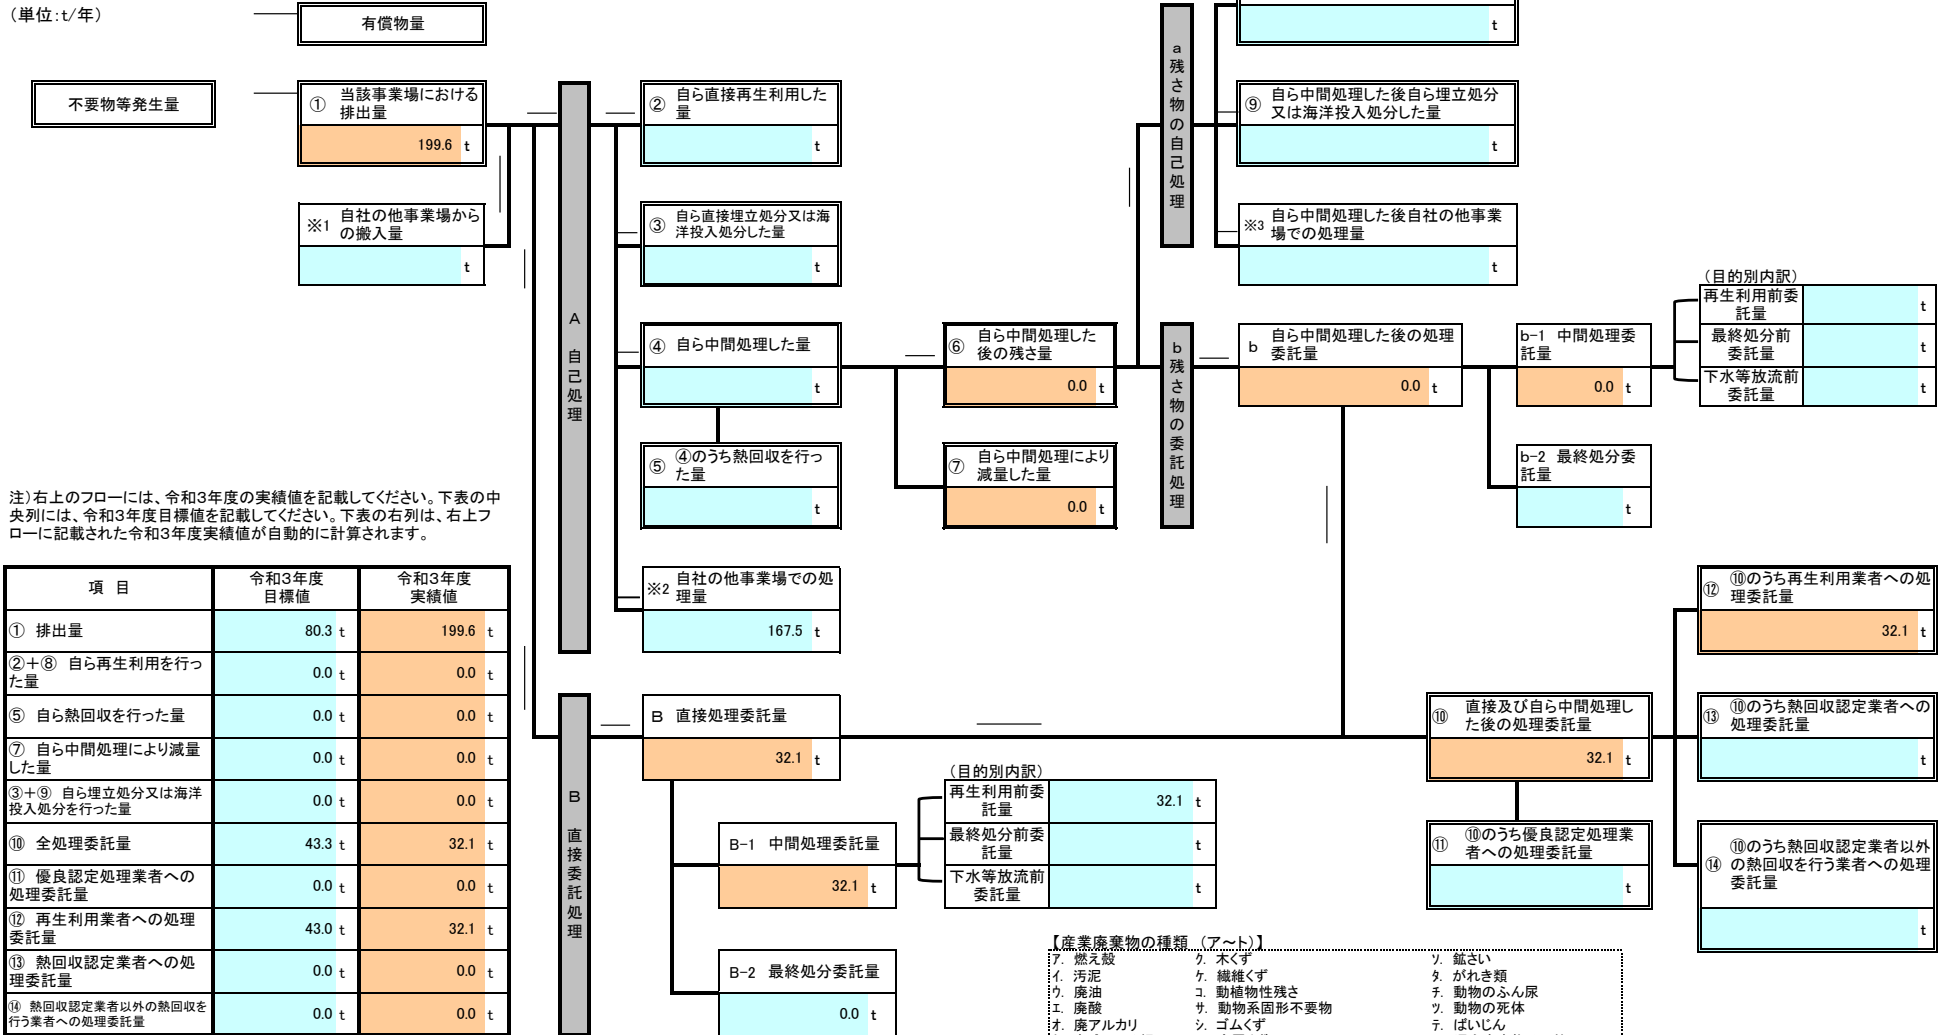 (単位:t/年)
有償物量
t
不要物等発生量
① 当該事業場における
排出量
199.6 t
※1 自社の他事業場から
の搬入量
t
A 自己処理
② 自ら直接再生利用した
量
t
③ 自ら直接埋立処分又は海
洋投入処分した量
t
④ 自ら中間処理した量
t
⑤ ④のうち熱回収を行っ
た量
t
※2 自社の他事業場での処
理量
167.5 t
⑥ 自ら中間処理した
後の残さ量
0.0 t
⑦ 自ら中間処理により
減量した量
0.0 t
a 残さ物の自己処理
⑨ 自ら中間処理した後自ら埋立処分
又は海洋投入処分した量
t
※3 自ら中間処理した後自社の他事業
場での処理量
t
b 残さ物の委託処理
b 自ら中間処理した後の処理
委託量
0.0 t
b-1 中間処理委
託量
0.0 t
b-2 最終処分委
託量
t
(目的別内訳)
再生利用前委
託量
t
最終処分前
委託量
t
下水等放流前
委託量
t
注)右上のフローには、令和3年度の実績値を記載してください。下表の中
央列には、令和3年度目標値を記載してください。下表の右列は、右上フ
ローに記載された令和3年度実績値が自動的に計算されます。
項 目
令和3年度
目標値
令和3年度
実績値
① 排出量 80.3 t 199.6 t
②+⑧ 自ら再生利用を行っ
た量 0.0 t 0.0 t
⑤ 自ら熱回収を行った量 0.0 t 0.0 t
⑦ 自ら中間処理により減量
した量 0.0 t 0.0 t
③+⑨ 自ら埋立処分又は海洋
投入処分を行った量 0.0 t 0.0 t
⑩ 全処理委託量 43.3 t 32.1 t
⑪ 優良認定処理業者への
処理委託量 0.0 t 0.0 t
⑫ 再生利用業者への処理
委託量 43.0 t 32.1 t
⑬ 熱回収認定業者への処
理委託量 0.0 t 0.0 t
⑭ 熱回収認定業者以外の熱回収を
行う業者への処理委託量 0.0 t 0.0 t
B 直接委託処理
B 直接処理委託量
32.1 t
B-1 中間処理委託量
32.1 t
B-2 最終処分委託量
0.0 t
(目的別内訳)
再生利用前委
託量
32.1 t
最終処分前委
託量
t
下水等放流前
委託量
t
⑩ 直接及び自ら中間処理し
た後の処理委託量
32.1 t
⑪ ⑩のうち優良認定処理業
者への処理委託量
t
⑫ ⑩のうち再生利用業者への処
理委託量
32.1 t
⑬ ⑩のうち熱回収認定業者への
処理委託量
t
⑭ ⑩のうち熱回収認定業者以外
の熱回収を行う業者への処理
委託量
t
【産業廃棄物の種類 (ア~ト)】
ア. 燃え殻 ク. 木くず ソ. 鉱さい
イ. 汚泥 ケ. 繊維くず タ. がれき類
ウ. 廃油 コ. 動植物性残さ チ. 動物のふん尿
エ. 廃酸 サ. 動物系固形不要物 ツ. 動物の死体
オ. 廃アルカリ シ. ゴムくず テ. ばいじん